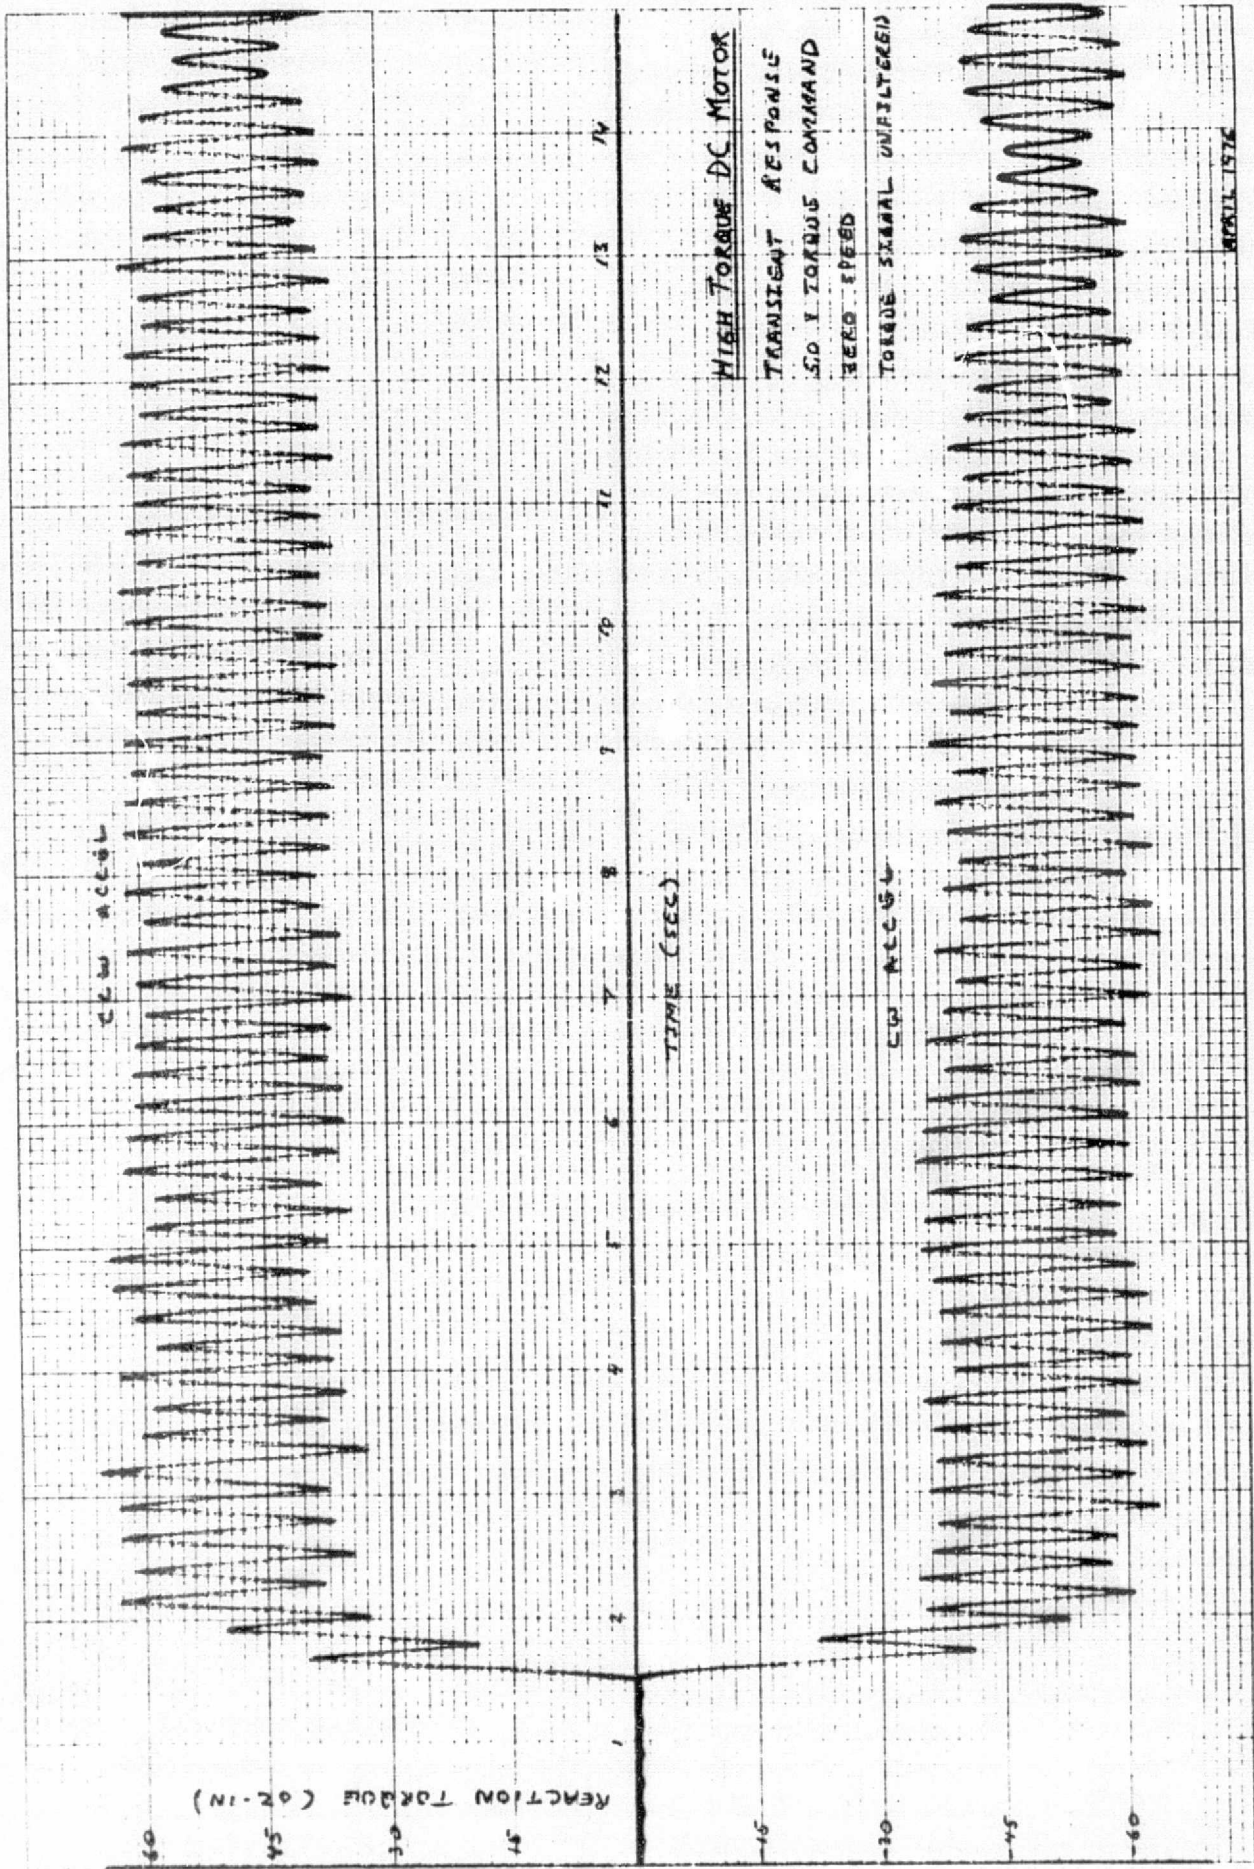 HIGH TORQUE DC MOTOR
TRANSIENT RESPONSE
5.0 V TORQUE COMMAND
ZERO SPEED
TORQUE SIGNAL UNFILTERED
CCW ACCEL
CW ACCEL
REACTION TORQUE (OZ-IN)
60
45
30
15
-15
-30
-45
-60
TIME (SEC)
1
2
3
4
5
6
7
8
9
10
11
12
13
14
APRIL 1976